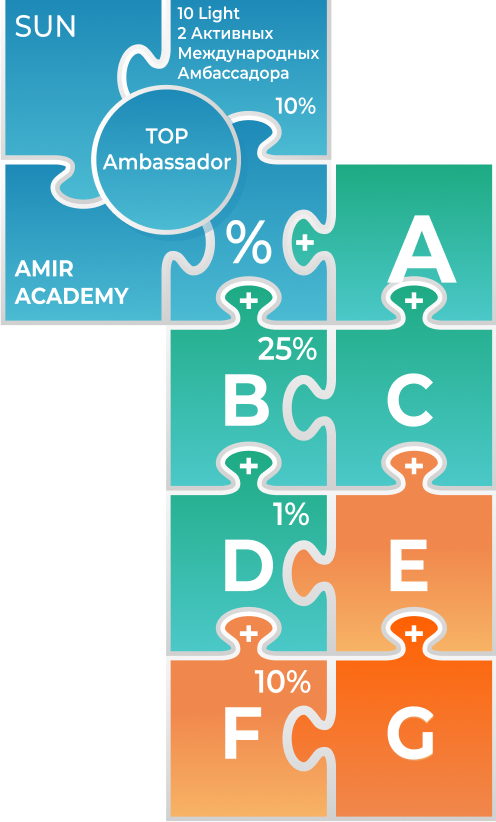 SUN
10 Light
2 Активных
Международных
Амбассадора
10%
TOP
Ambassador
AMIR
ACADEMY
%
+
A
+
+
25%
B
C
+
+
1%
D
E
+
+
10%
F
G